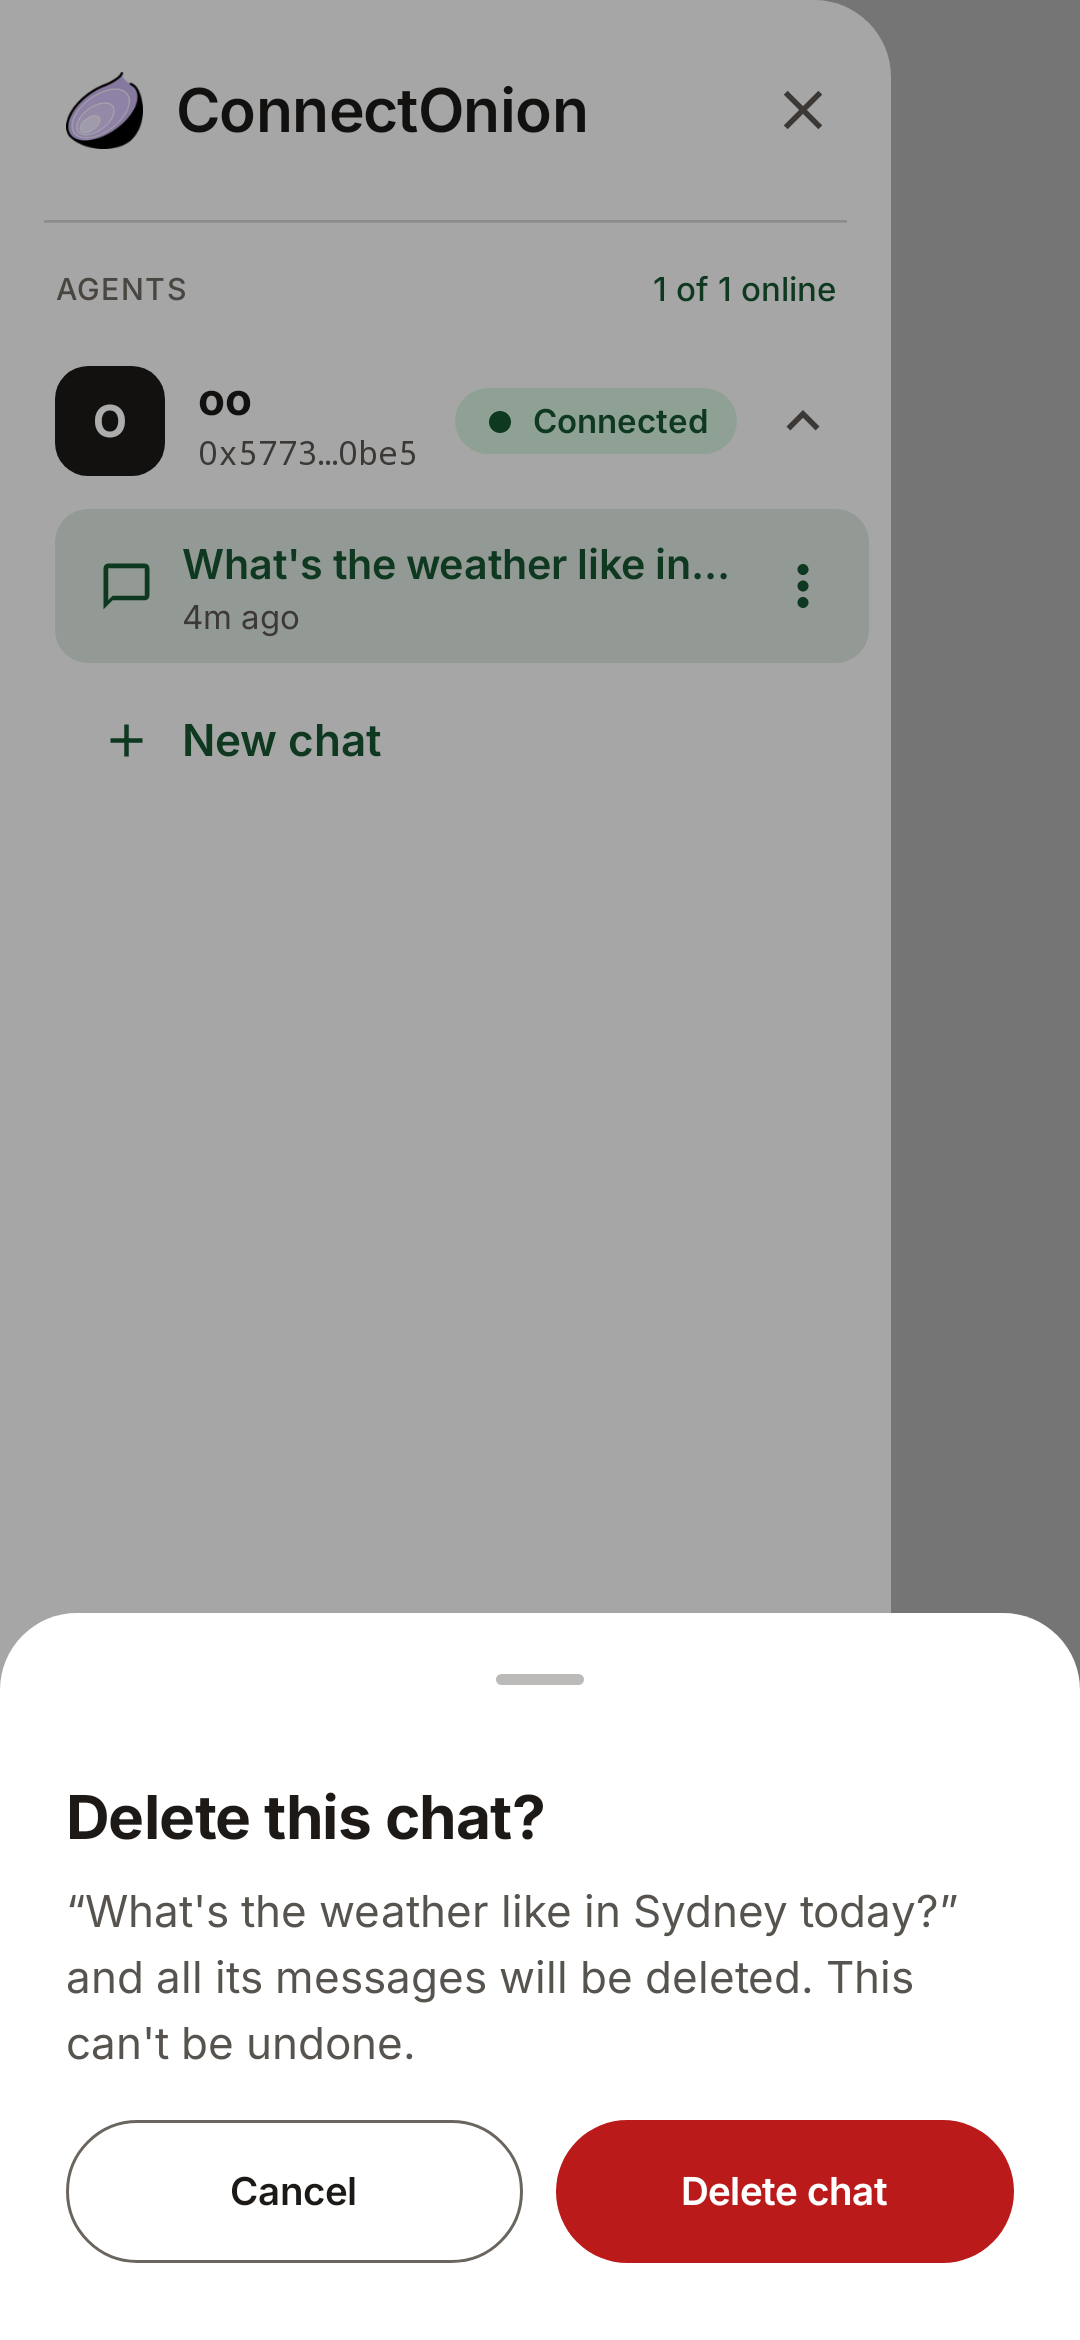 ConnectOnion
AGENTS
1 of 1 online
O
oo
0x5773…0be5
Connected
What's the weather like in…
4m ago
New chat
Delete this chat?
“What's the weather like in Sydney today?”
and all its messages will be deleted. This
can't be undone.
Cancel
Delete chat